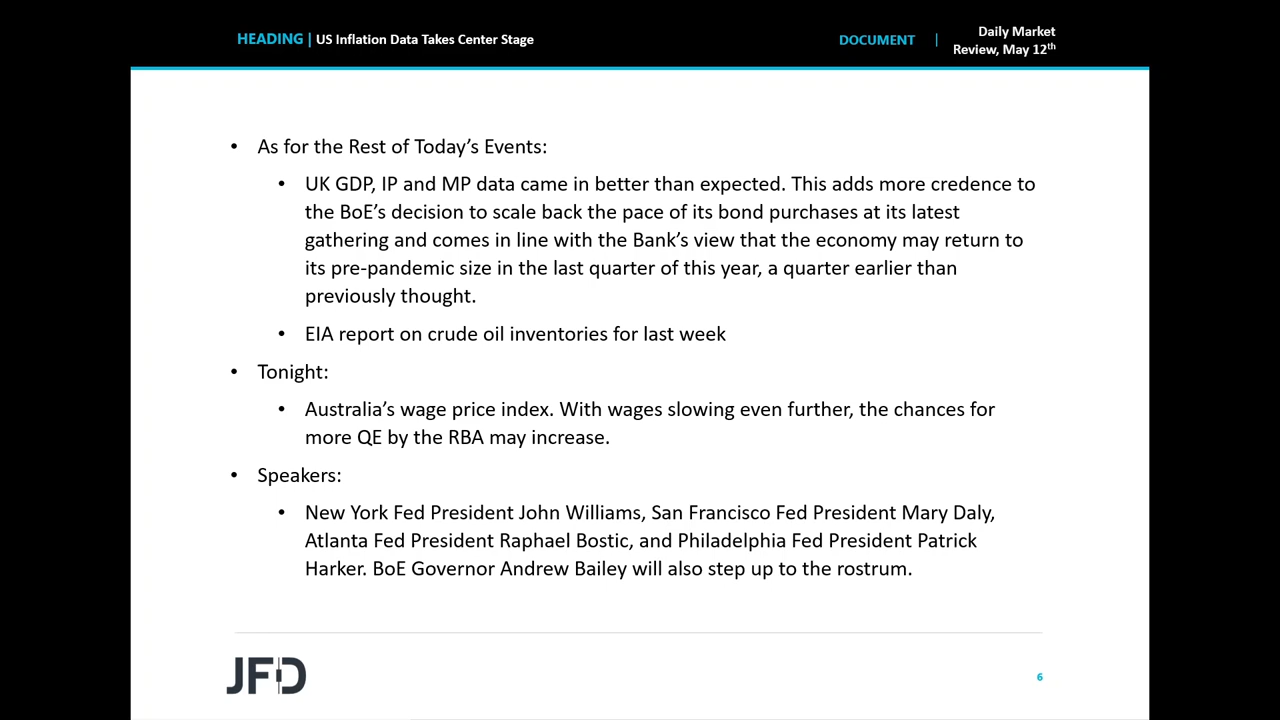 HEADING | US Inflation Data Takes Center Stage
DOCUMENT |
Daily Market
Review, May 12th
• As for the Rest of Today’s Events:
• UK GDP, IP and MP data came in better than expected. This adds more credence to
the BoE’s decision to scale back the pace of its bond purchases at its latest
gathering and comes in line with the Bank’s view that the economy may return to
its pre-pandemic size in the last quarter of this year, a quarter earlier than
previously thought.
• EIA report on crude oil inventories for last week
• Tonight:
• Australia’s wage price index. With wages slowing even further, the chances for
more QE by the RBA may increase.
• Speakers:
• New York Fed President John Williams, San Francisco Fed President Mary Daly,
Atlanta Fed President Raphael Bostic, and Philadelphia Fed President Patrick
Harker. BoE Governor Andrew Bailey will also step up to the rostrum.
JFD
6